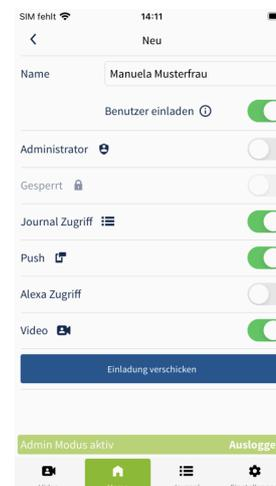 SIM fehlt 14:11
Neu
Name Manuela Musterfrau
Benutzer einladen
Administrator
Gesperrt
Journal Zugriff
Push
Alexa Zugriff
Video
Einladung verschicken
Admin Modus aktiv Auslogge